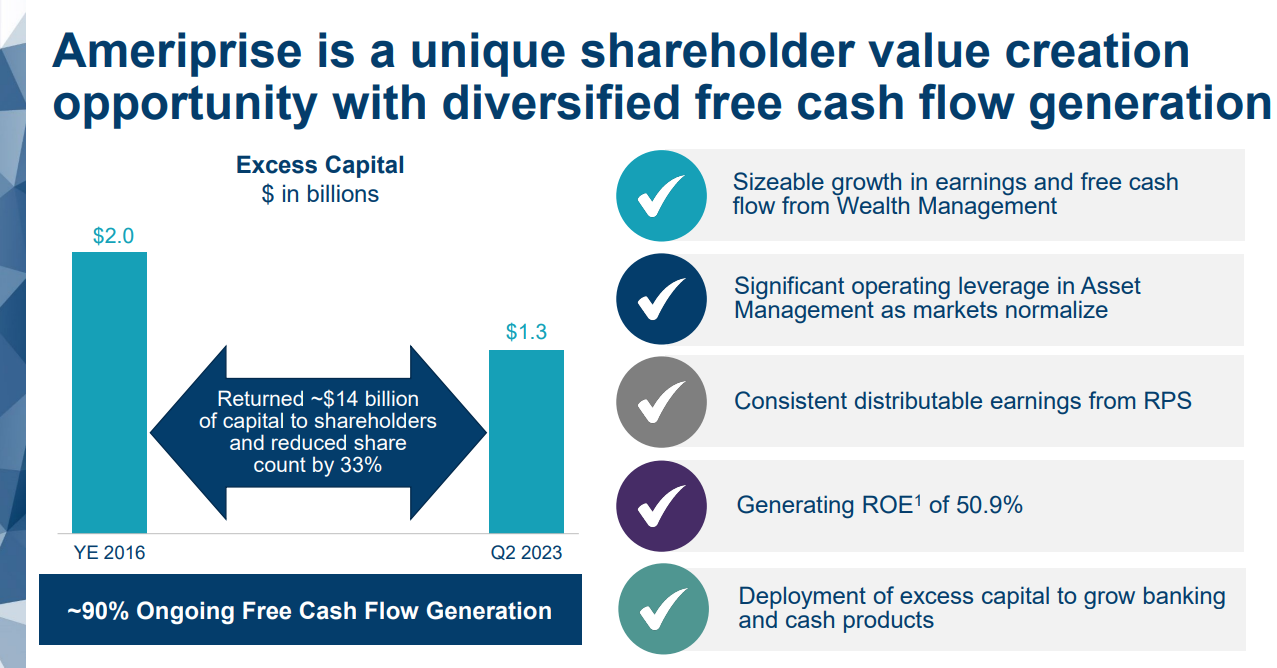 Ameriprise is a unique shareholder value creation
opportunity with diversified free cash flow generation
Excess Capital
$ in billions
$2.0
$1.3
Returned ~$14 billion
of capital to shareholders
and reduced share
count by 33%
YE 2016
Q2 2023
~90% Ongoing Free Cash Flow Generation
Sizeable growth in earnings and free cash
flow from Wealth Management
Significant operating leverage in Asset
Management as markets normalize
Consistent distributable earnings from RPS
Generating ROE¹ of 50.9%
Deployment of excess capital to grow banking
and cash products